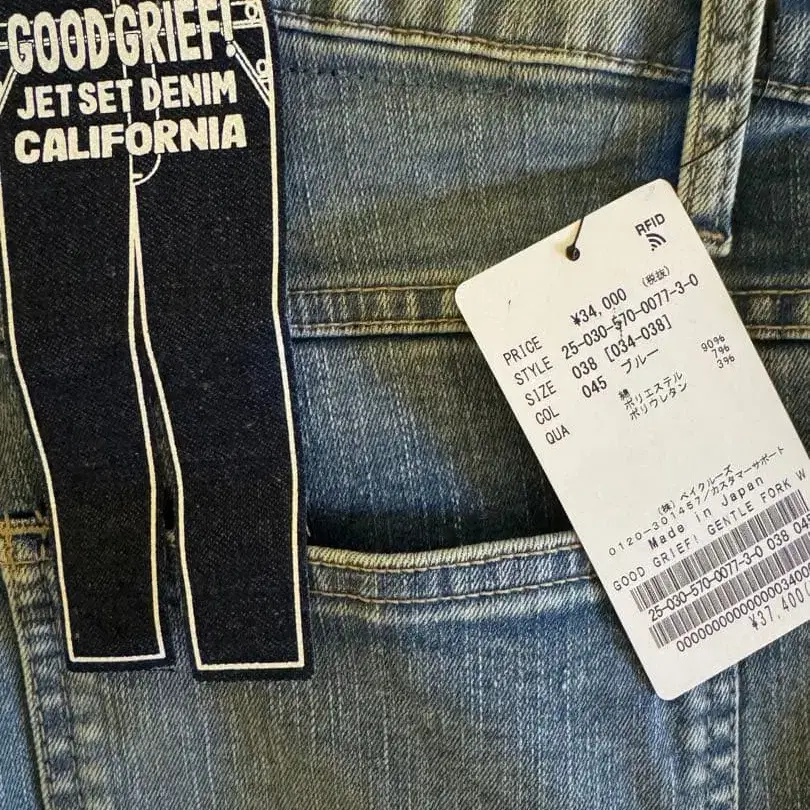 GOOD GRIEF!
JET SET DENIM
CALIFORNIA
RFID
PRICE ¥34,000 (税抜)
STYLE 25-030-570-0077-3-0
SIZE 038 [034-038]
COL 045 ブルー
QUA 綿 90%
ポリエステル 7%
ポリウレタン 3%
(株) ベイクルーズ
0120-301457/カスタマーサポート
Made in Japan
GOOD GRIEF! GENTLE FORK W
25-030-570-0077-3-0 038 0
¥37,400